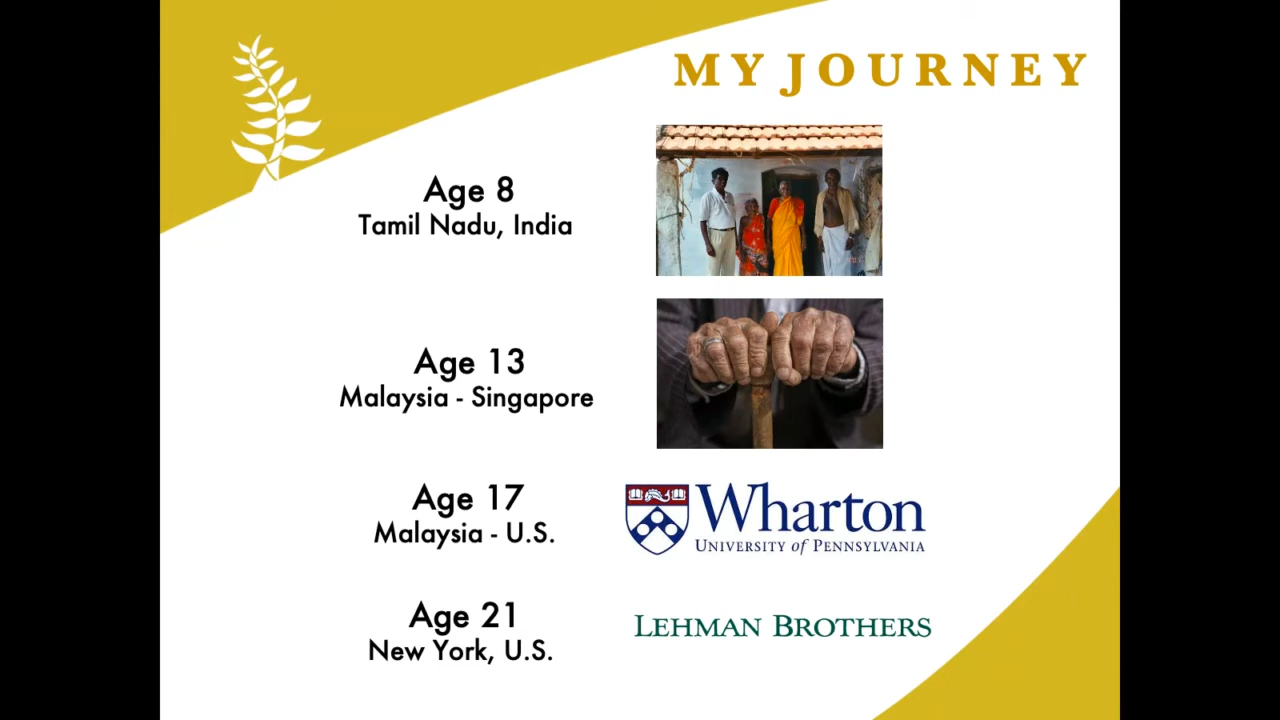 MY JOURNEY
Age 8
Tamil Nadu, India
Age 13
Malaysia - Singapore
Age 17
Malaysia - U.S.
Wharton
UNIVERSITY of PENNSYLVANIA
Age 21
New York, U.S.
LEHMAN BROTHERS